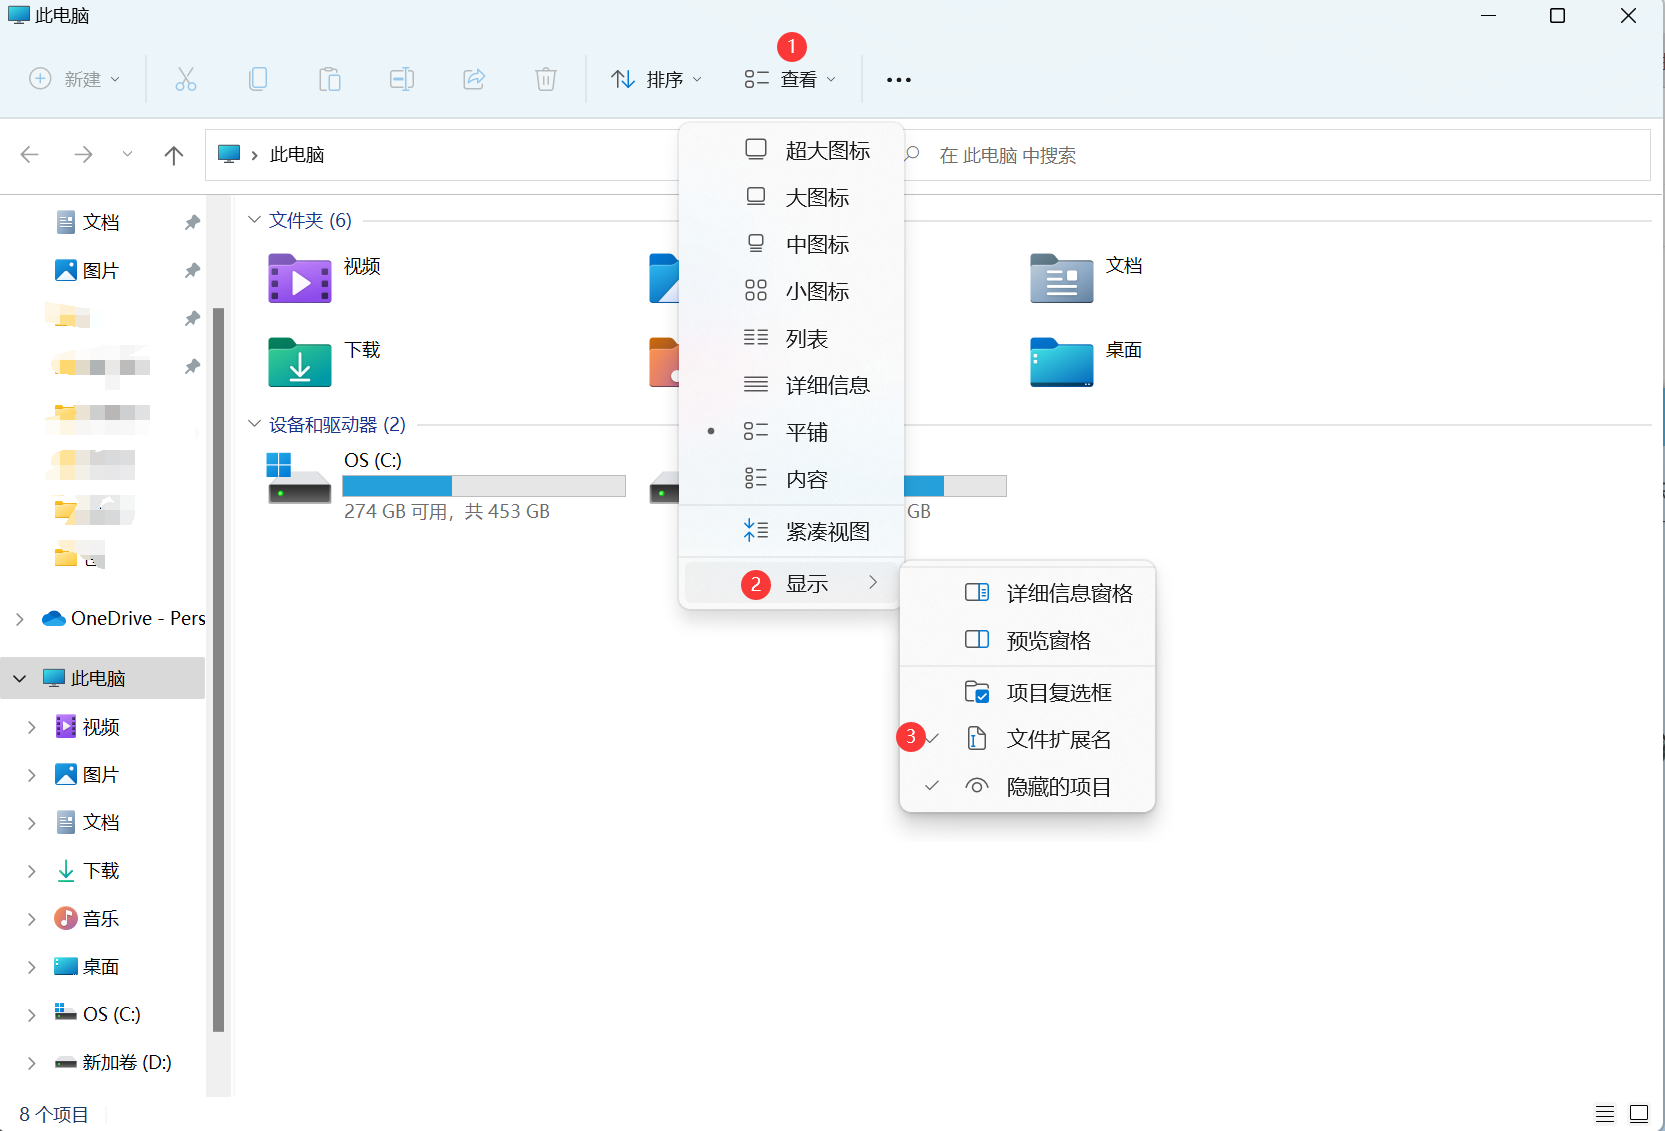 此电脑
1
新建
排序
查看
此电脑
在 此电脑 中搜索
文档
图片
OneDrive - Pers
此电脑
视频
图片
文档
下载
音乐
桌面
OS (C:)
新加卷 (D:)
8 个项目
文件夹 (6)
视频
文档
下载
桌面
设备和驱动器 (2)
OS (C:)
274 GB 可用，共 453 GB
GB
超大图标
大图标
中图标
小图标
列表
详细信息
平铺
内容
紧凑视图
2 显示
详细信息窗格
预览窗格
项目复选框
3 文件扩展名
隐藏的项目